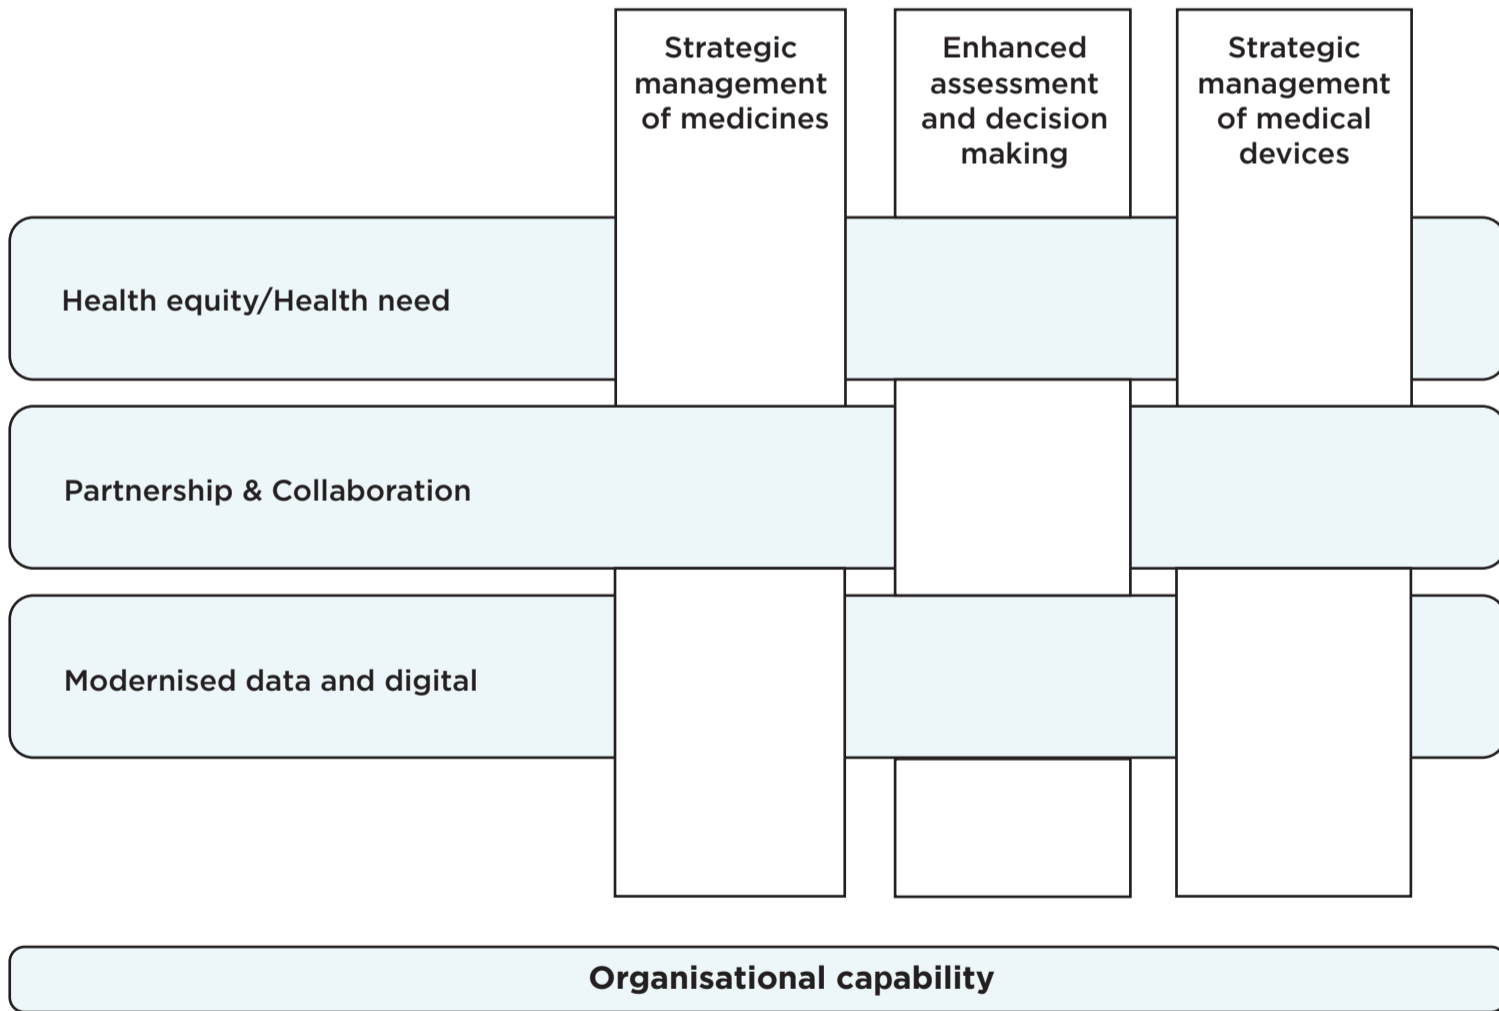 Strategic
management
of medicines
Enhanced
assessment
and decision
making
Strategic
management
of medical
devices
Health equity/Health need
Partnership & Collaboration
Modernised data and digital
Organisational capability